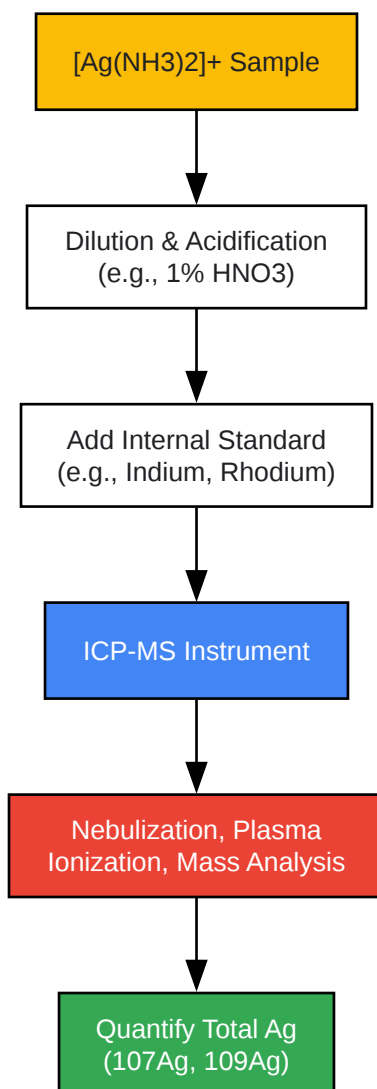 [Ag(NH3)2]+ Sample
Dilution & Acidification
(e.g., 1% HNO3)
Add Internal Standard
(e.g., Indium, Rhodium)
ICP-MS Instrument
Nebulization, Plasma
Ionization, Mass Analysis
Quantify Total Ag
(107Ag, 109Ag)